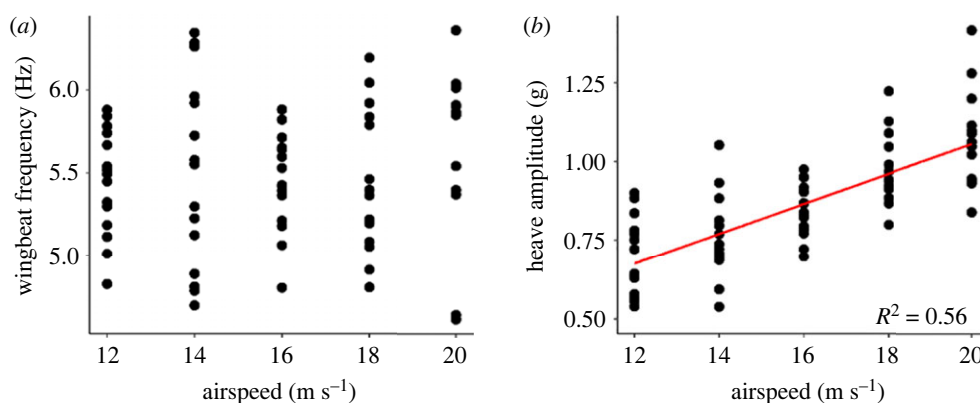 (a)
wingbeat frequency (Hz)
6.0
5.5
5.0
12 14 16 18 20
airspeed (m s⁻¹)
(b)
heave amplitude (g)
1.25
1.00
0.75
0.50
R² = 0.56
12 14 16 18 20
airspeed (m s⁻¹)